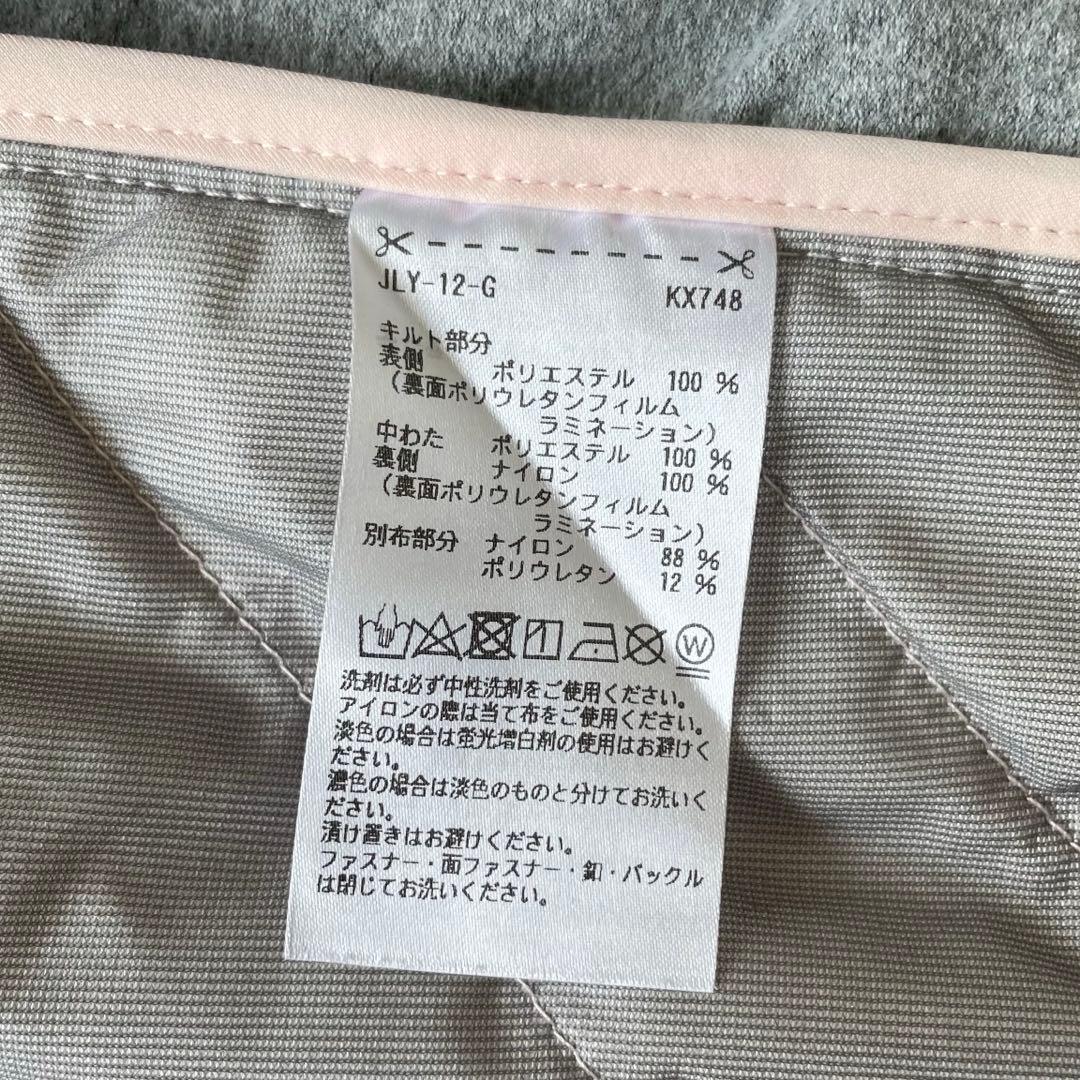 JLY-12-G KX748
キルト部分
表側 ポリエステル 100 %
（裏面ポリウレタンフィルム
ラミネーション）
中わた ポリエステル 100 %
裏側 ナイロン 100 %
（裏面ポリウレタンフィルム
ラミネーション）
別布部分 ナイロン 88 %
ポリウレタン 12 %
W
洗剤は必ず中性洗剤をご使用ください。
アイロンの際は当て布をご使用ください。
淡色の場合は蛍光増白剤の使用はお避けく
ださい。
濃色の場合は淡色のものと分けてお洗いく
ださい。
漬け置きはお避けください。
ファスナー・面ファスナー・釦・バックル
は閉じてお洗いください。